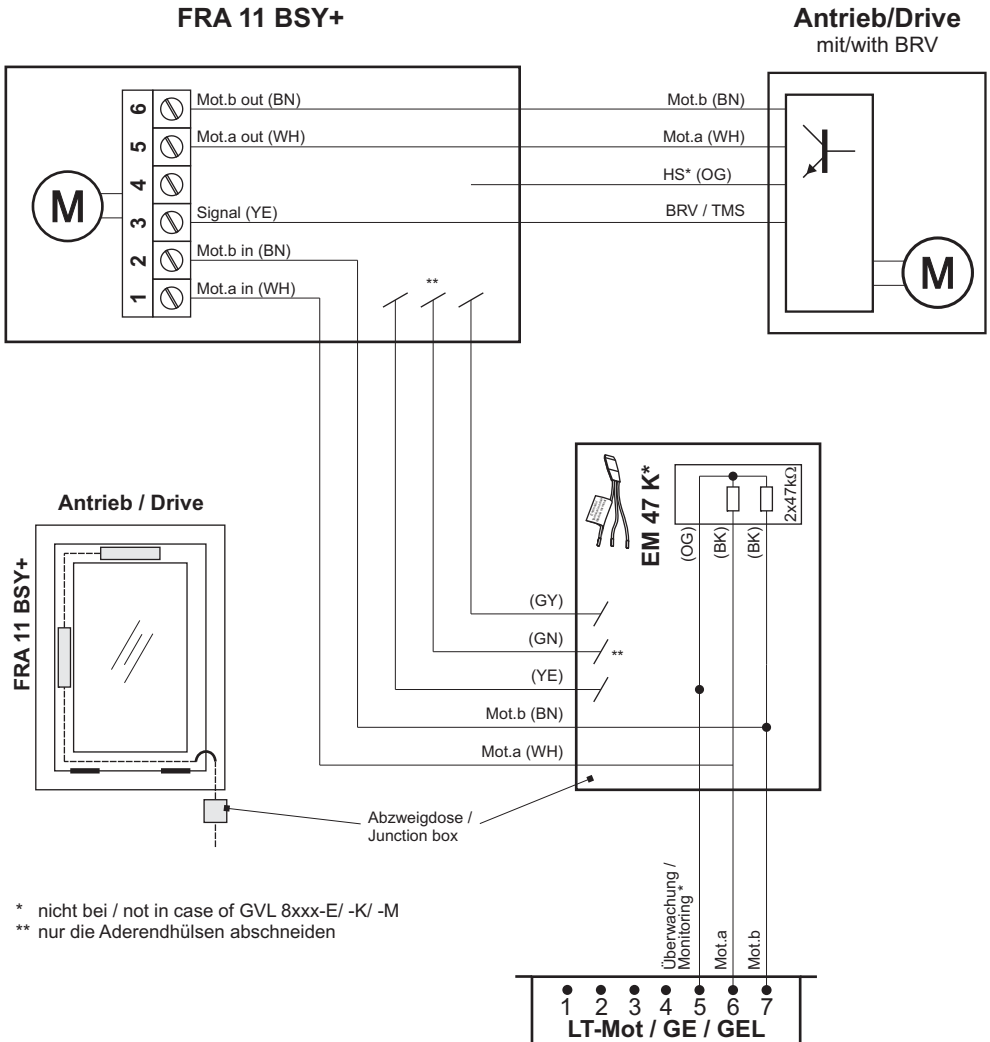 FRA 11 BSY+
Antrieb/Drive
mit/with BRV
6
Mot.b out (BN)
Mot.b (BN)
5
Mot.a out (WH)
Mot.a (WH)
4
HS* (OG)
M
3
Signal (YE)
BRV / TMS
2
Mot.b in (BN)
M
1
Mot.a in (WH)
**
EM 47 K*
2x47kΩ
(OG)
(BK)
(BK)
Antrieb / Drive
FRA 11 BSY+
(GY)
(GN)
**
(YE)
Mot.b (BN)
Mot.a (WH)
Abzweigdose /
Junction box
* nicht bei / not in case of GVL 8xxx-E/ -K/ -M
** nur die Aderendhülsen abschneiden
Überwachung /
Monitoring*
Mot.a
Mot.b
1 2 3 4 5 6 7
LT-Mot / GE / GEL